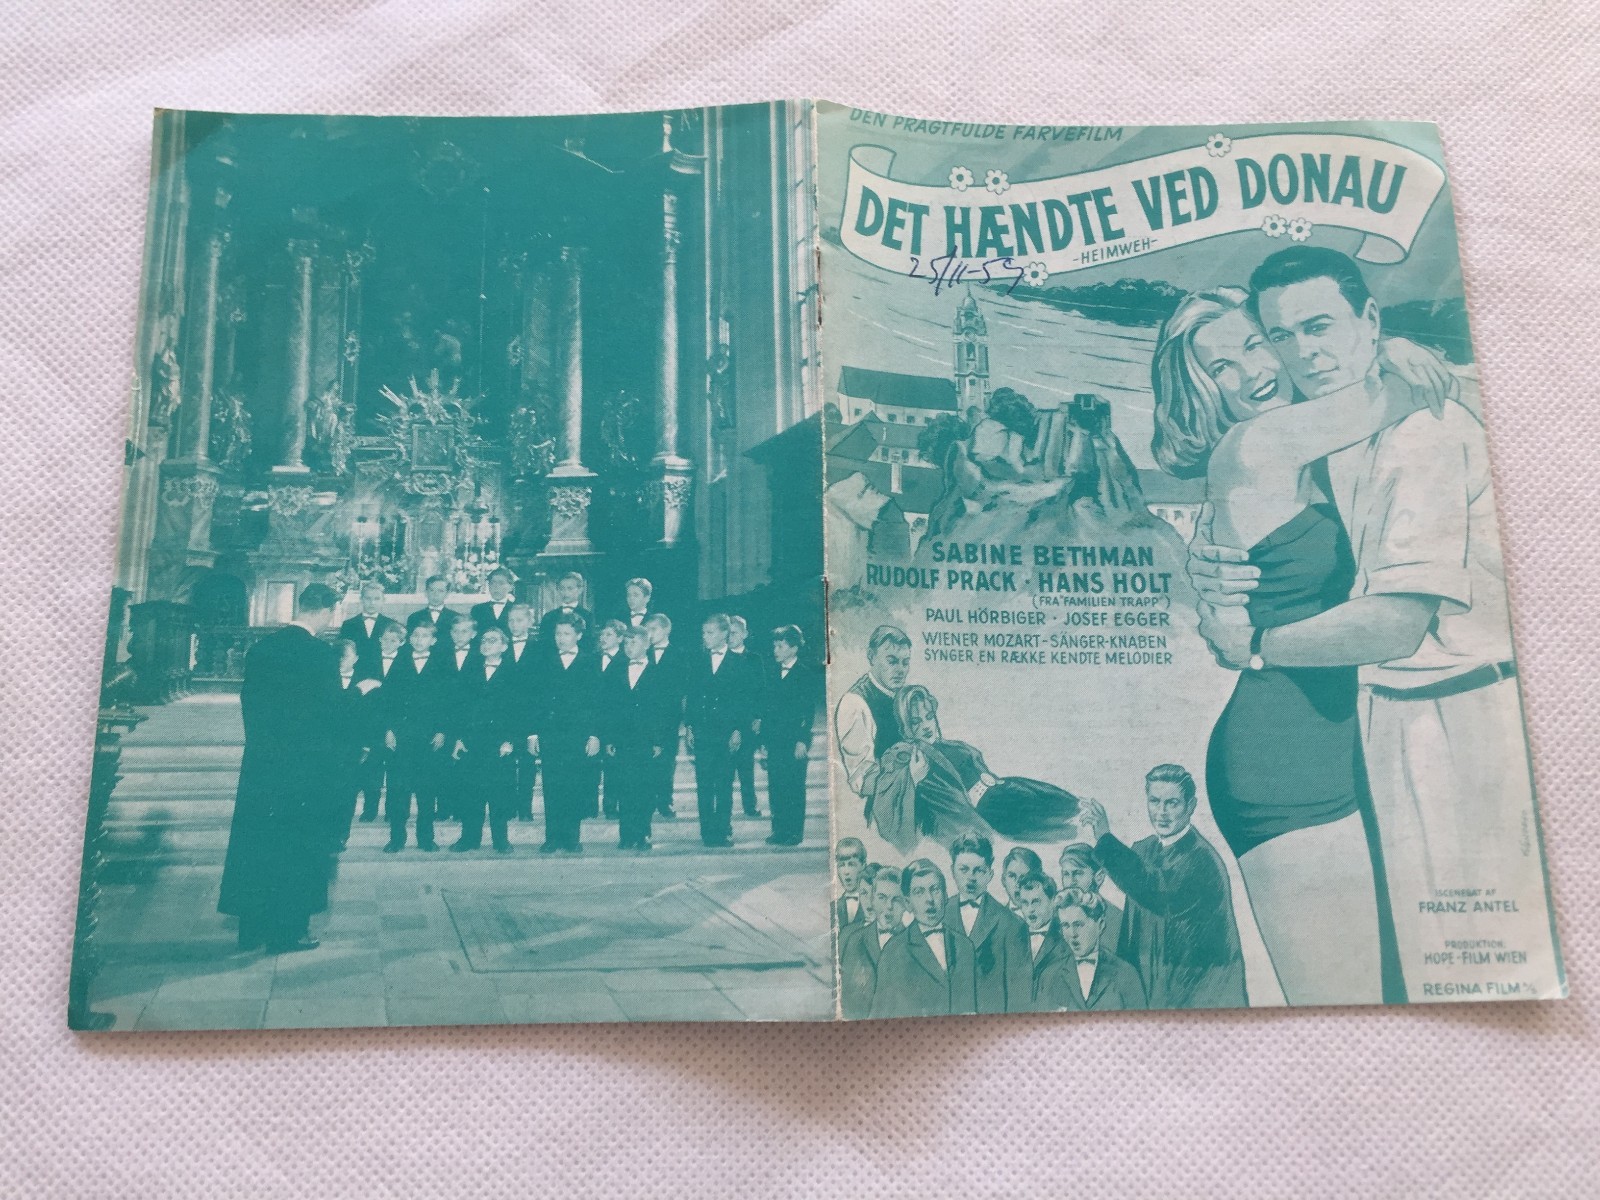 DEN PRAGTFULDE FARVEFILM
DET HÆNDTE VED DONAU
-HEIMWEH-
25/11-59
SABINE BETHMAN
RUDOLF PRACK · HANS HOLT
(FRA "FAMILIEN TRAPP")
PAUL HÖRBIGER · JOSEF EGGER
WIENER MOZART-SÄNGER-KNABEN
SYNGER EN RÆKKE KENDTE MELODIER
ISCENESAT AF
FRANZ ANTEL
PRODUKTION:
HOPE-FILM WIEN
REGINA FILM A/S